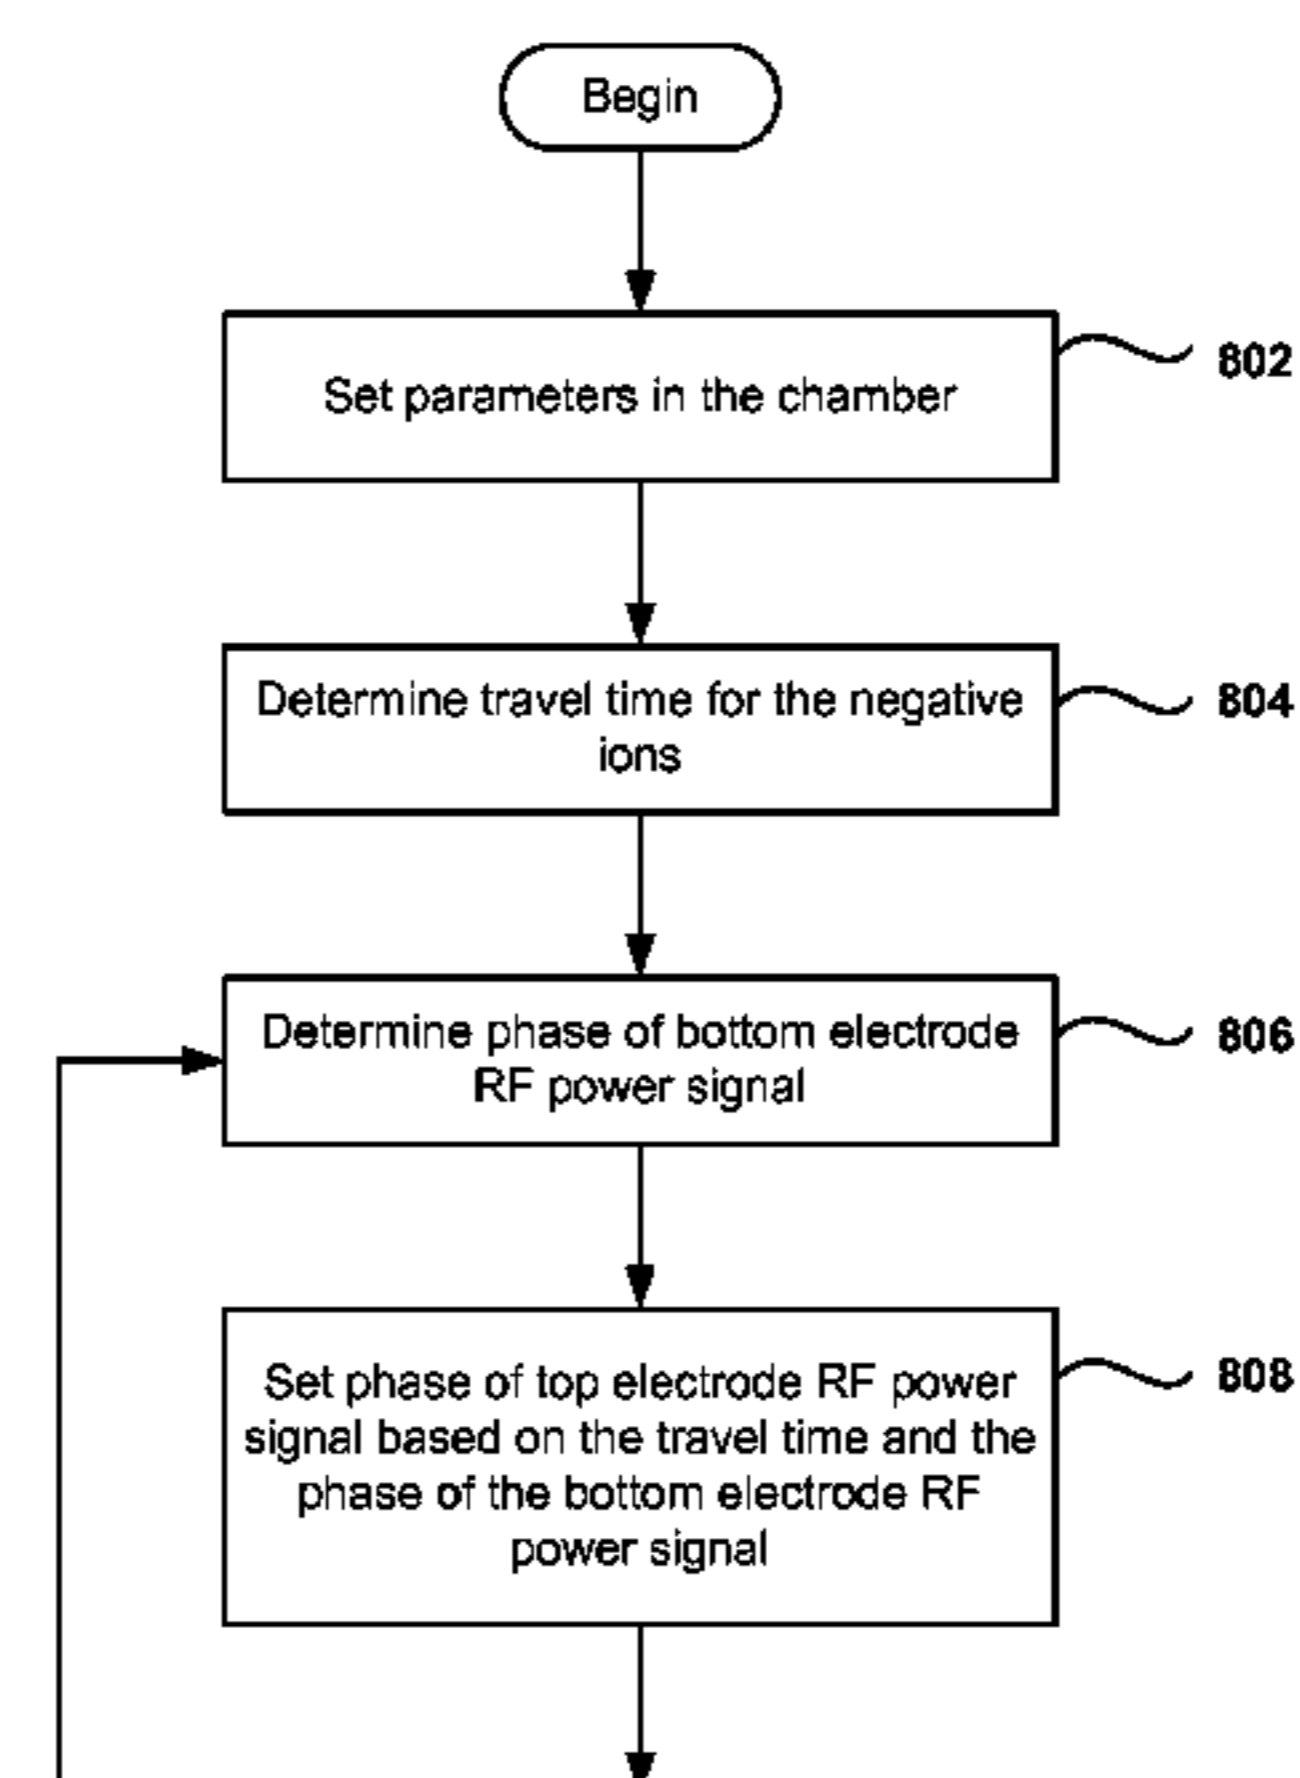 Begin
Set parameters in the chamber
802
Determine travel time for the negative
ions
804
Determine phase of bottom electrode
RF power signal
806
Set phase of top electrode RF power
signal based on the travel time and the
phase of the bottom electrode RF
power signal
808